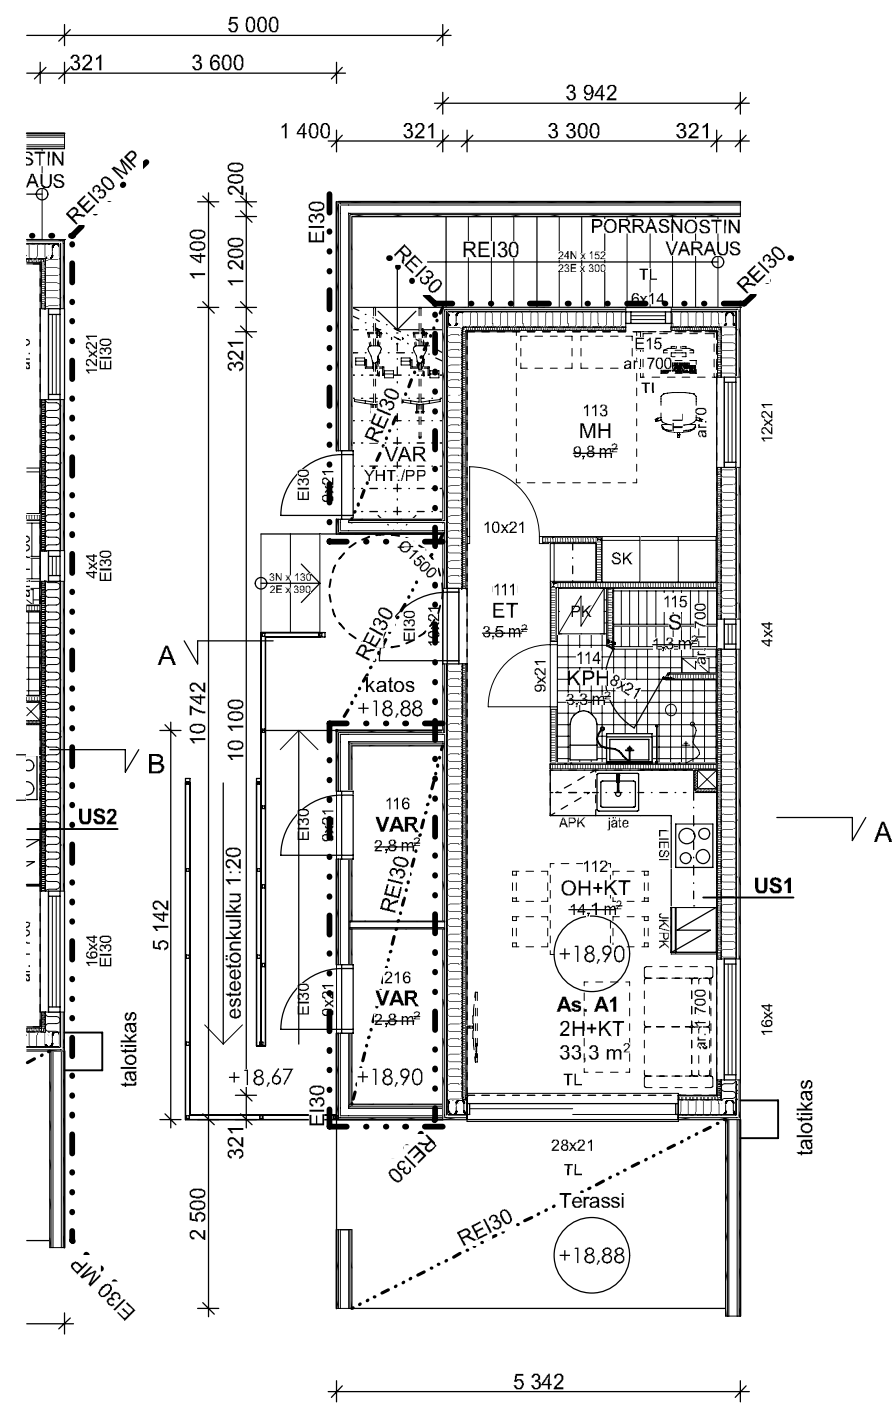 5 000
321
3 600
3 942
1 400
321
3 300
321
STIN
AUS
REI30 MP
200
EI30
1 400
1 200
321
REI30
REI30
PORRASNOSTIN
VARAUS
24N x 152
23E x 300
TL
REI30
6x14
12x21
EI30
E15
TI
113
MH
9,8 m²
12x21
REI30
VAR
YHT./PP
EI30
9x21
10x21
SK
Ø1500
4x4
EI30
3N x 130
2E x 390
111
ET
3,5 m²
PK
115
S
1,3 m²
4x4
EI30
REI30
A
katos
+18,88
9x21
114
KPH
3,3 m²
8x21
10 742
10 100
B
US2
116
VAR
2,8 m²
EI30
9x21
REI30
APK
jäte
LIESI
A
112
OH+KT
14,1 m²
US1
JK/PK
5 142
esteetönkulku 1:20
16x4
EI30
+18,90
216
VAR
2,8 m²
EI30
9x21
As. A1
2H+KT
33,3 m²
TL
16x4
talotikas
+18,67
+18,90
EI30
321
REI30
28x21
TL
talotikas
2 500
Terassi
REI30
+18,88
EI30 MP
5 342